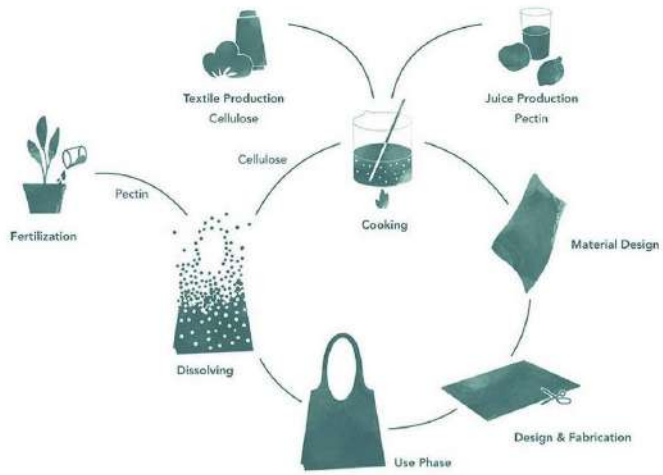 Textile Production
Cellulose
Juice Production
Pectin
Cellulose
Pectin
Cooking
Fertilization
Material Design
Dissolving
Design & Fabrication
Use Phase